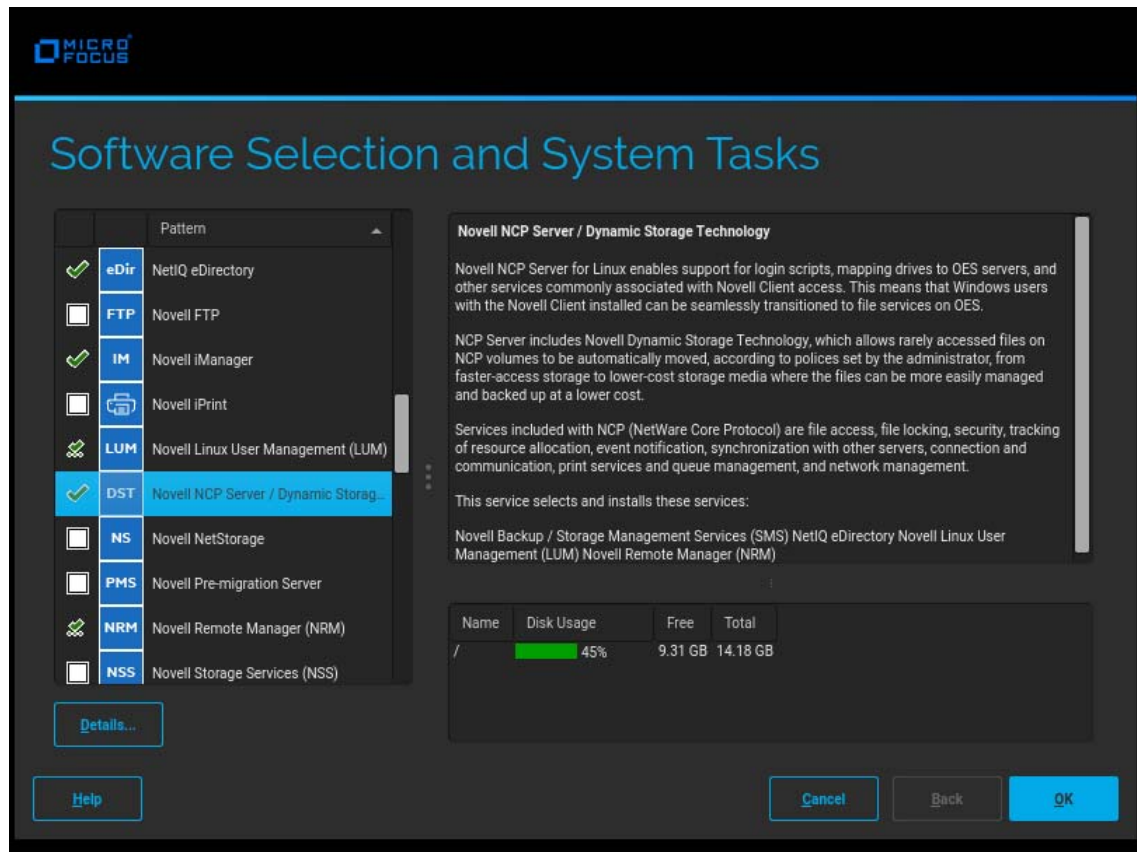 MICRO
FOCUS
Software Selection and System Tasks
Pattern
eDir NetIQ eDirectory
FTP Novell FTP
IM Novell iManager
Novell iPrint
LUM Novell Linux User Management (LUM)
DST Novell NCP Server / Dynamic Storag...
NS Novell NetStorage
PMS Novell Pre-migration Server
NRM Novell Remote Manager (NRM)
NSS Novell Storage Services (NSS)
Details...
Novell NCP Server / Dynamic Storage Technology
Novell NCP Server for Linux enables support for login scripts, mapping drives to OES servers, and
other services commonly associated with Novell Client access. This means that Windows users
with the Novell Client installed can be seamlessly transitioned to file services on OES.
NCP Server includes Novell Dynamic Storage Technology, which allows rarely accessed files on
NCP volumes to be automatically moved, according to polices set by the administrator, from
faster-access storage to lower-cost storage media where the files can be more easily managed
and backed up at a lower cost.
Services included with NCP (NetWare Core Protocol) are file access, file locking, security, tracking
of resource allocation, event notification, synchronization with other servers, connection and
communication, print services and queue management, and network management.
This service selects and installs these services:
Novell Backup / Storage Management Services (SMS) NetIQ eDirectory Novell Linux User
Management (LUM) Novell Remote Manager (NRM)
Name Disk Usage Free Total
/ 45% 9.31 GB 14.18 GB
Help
Cancel
Back
OK